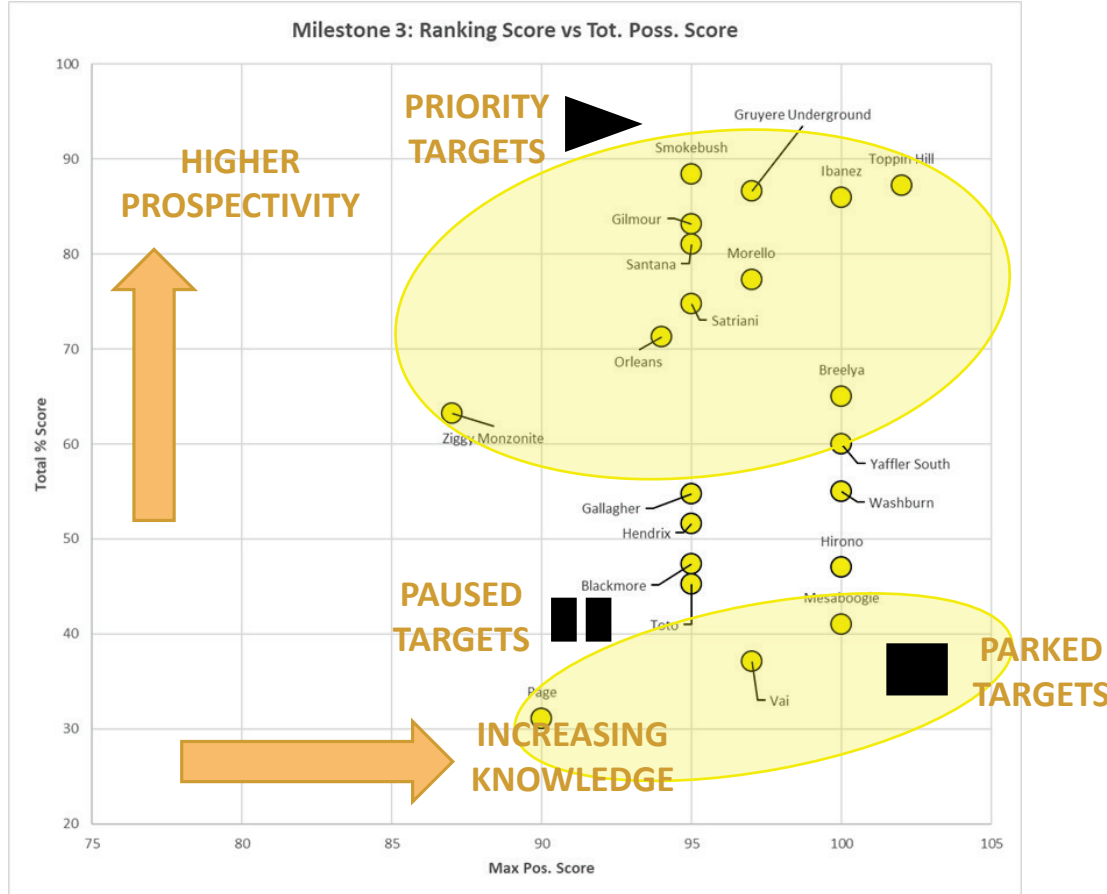 Milestone 3: Ranking Score vs Tot. Poss. Score
100
90
80
70
60
50
40
30
20
Total % Score
HIGHER
PROSPECTIVITY
PRIORITY
TARGETS
Gruyere Underground
Smokebush
Toppin Hill
Ibanez
Gilmour
Santana
Morello
Satriani
Orleans
Breelya
Ziggy Monzonite
Yaffler South
Gallagher
Washburn
Hendrix
Hirono
Blackmore
Mesaboogie
PAUSED
TARGETS
Toto
PARKED
TARGETS
Page
Vai
INCREASING
KNOWLEDGE
75
80
85
90
95
100
105
Max Pos. Score